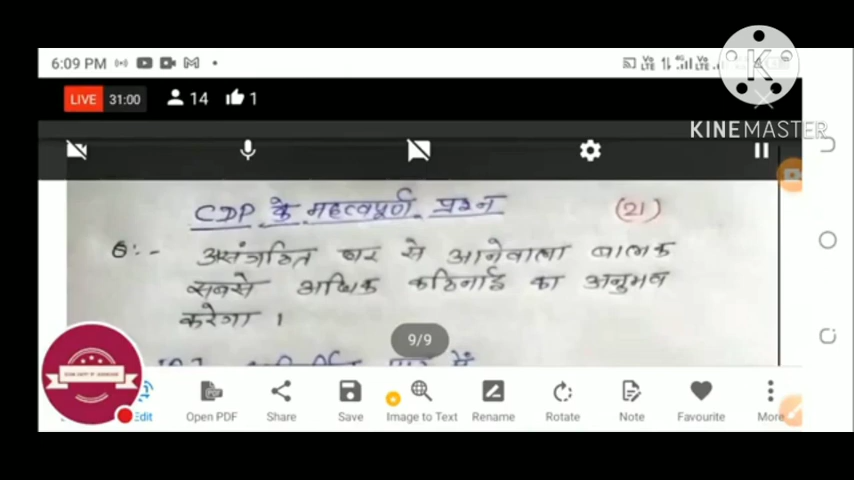 6:09 PM
KINEMASTER
LIVE 31:00 14 1
CDP के महत्वपूर्ण प्रश्न (21)
6:- असंगठित घर से आनेवाला बालक
सबसे अधिक कठिनाई का अनुभव
करेगा ।
9/9
Edit Open PDF Share Save Image to Text Rename Rotate Note Favourite More